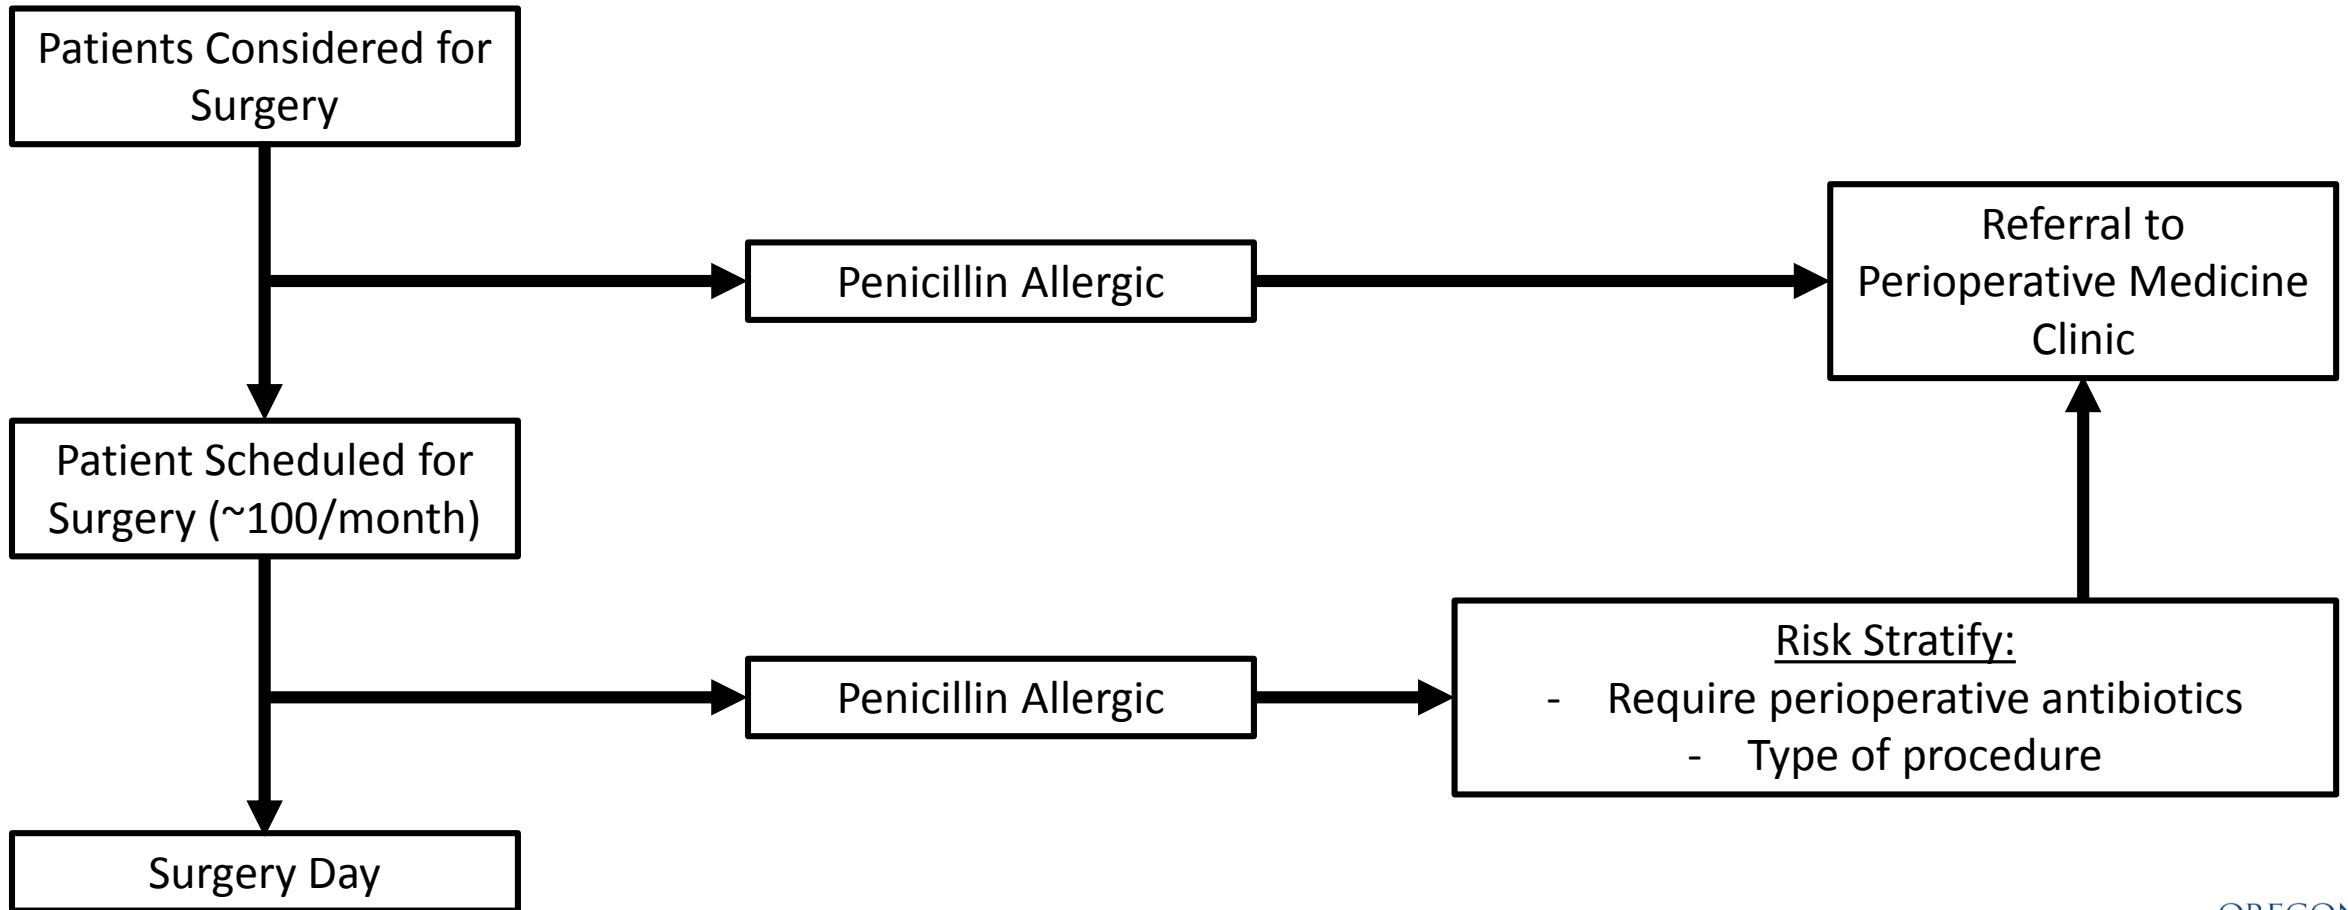 Patients Considered for
Surgery
Referral to
Perioperative Medicine
Clinic
Penicillin Allergic
Patient Scheduled for
Surgery (~100/month)
Risk Stratify:
- Require perioperative antibiotics
- Type of procedure
Penicillin Allergic
Surgery Day